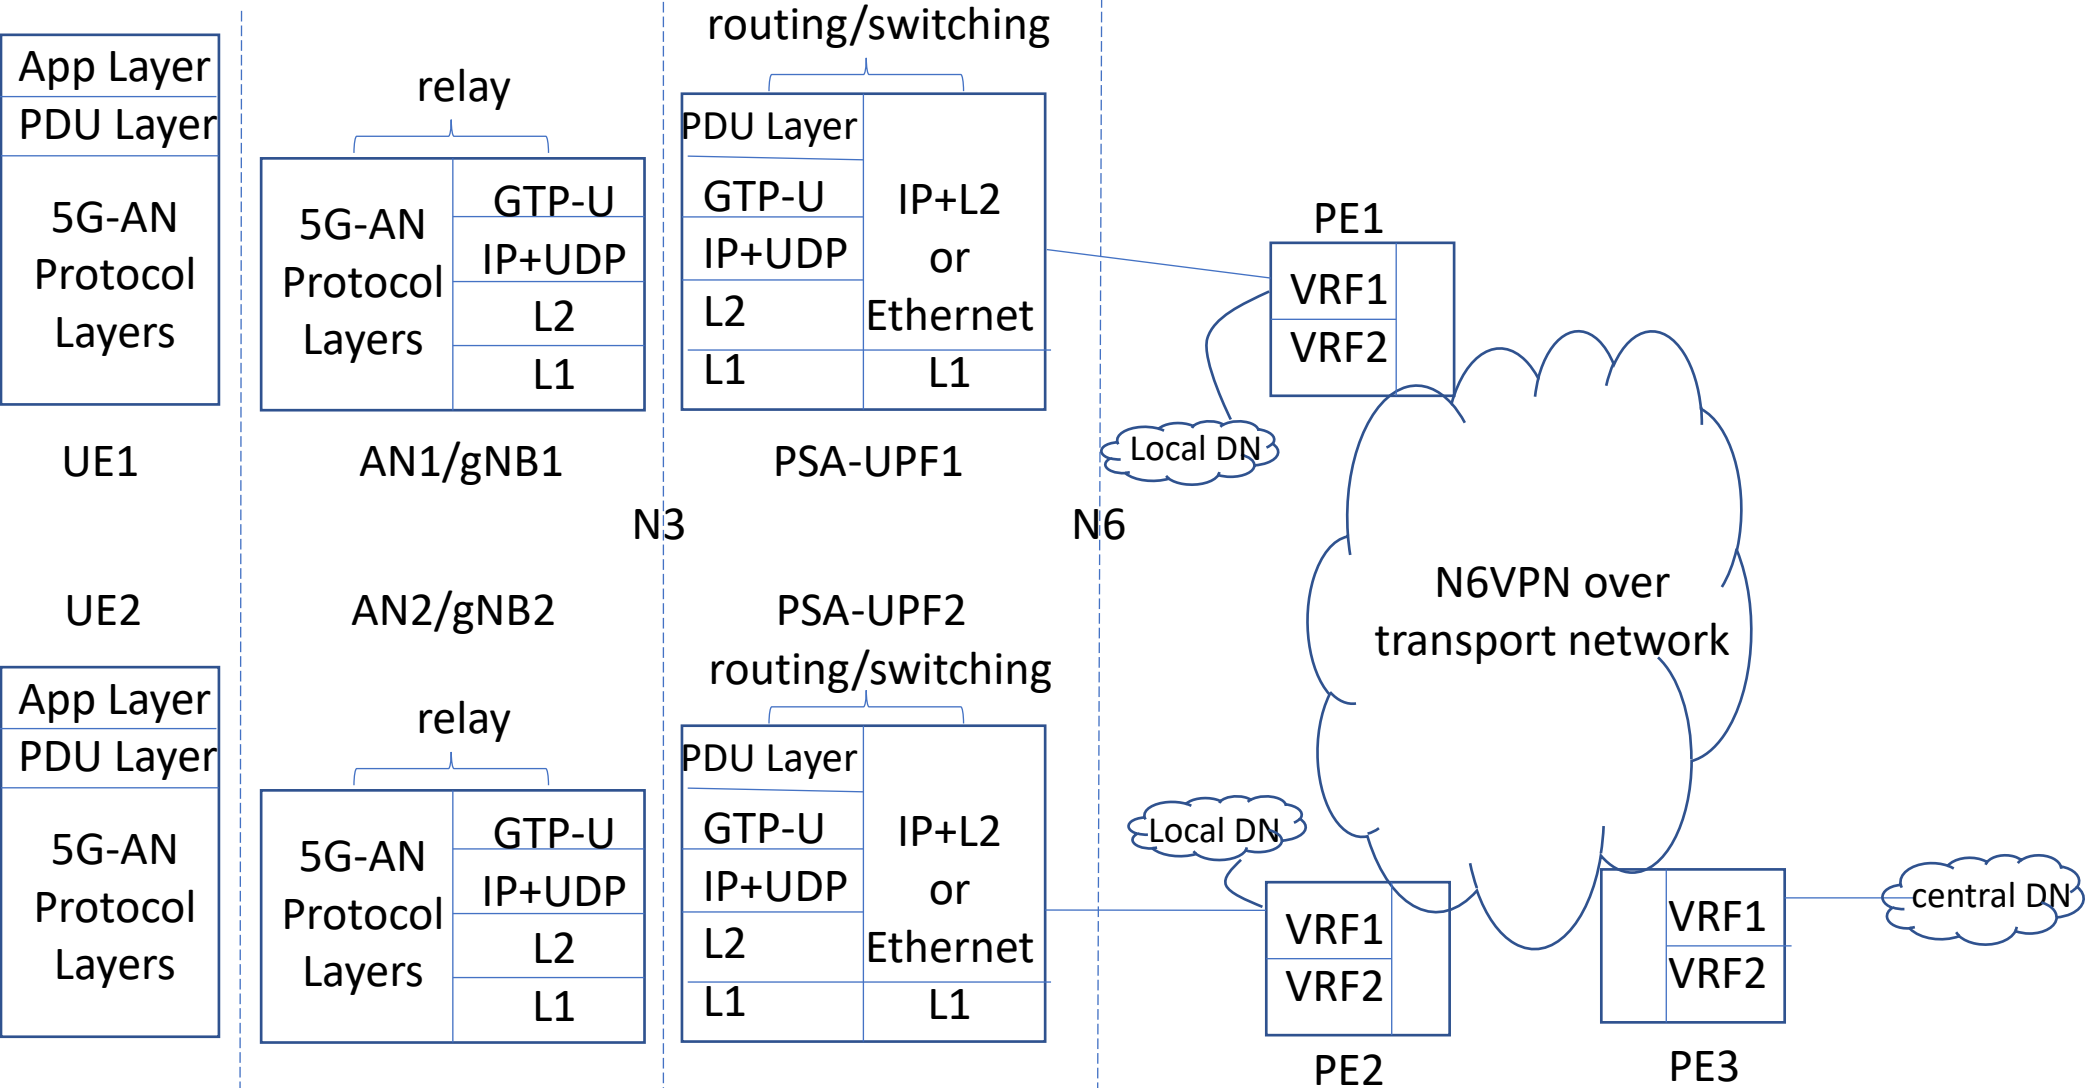 routing/switching
App Layer
PDU Layer
5G-AN
Protocol
Layers
UE1
relay
5G-AN
Protocol
Layers
GTP-U
IP+UDP
L2
L1
AN1/gNB1
PDU Layer
GTP-U
IP+UDP
L2
L1
IP+L2
or
Ethernet
L1
PSA-UPF1
PE1
VRF1
VRF2
Local DN
N3
N6
N6VPN over
transport network
UE2
App Layer
PDU Layer
5G-AN
Protocol
Layers
AN2/gNB2
relay
5G-AN
Protocol
Layers
GTP-U
IP+UDP
L2
L1
PSA-UPF2
routing/switching
PDU Layer
GTP-U
IP+UDP
L2
L1
IP+L2
or
Ethernet
L1
Local DN
VRF1
VRF2
PE2
VRF1
VRF2
PE3
central DN